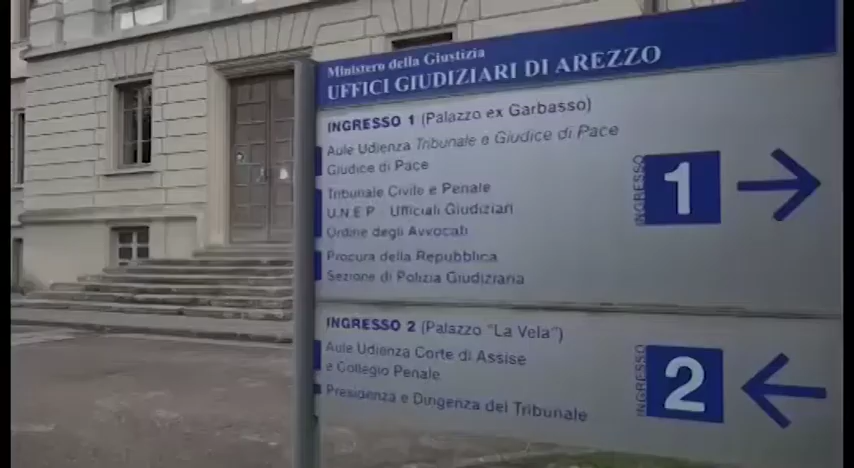 Ministero della Giustizia
UFFICI GIUDIZIARI DI AREZZO
INGRESSO 1 (Palazzo ex Garbasso)
Aule Udienza Tribunale e Giudice di Pace
Giudice di Pace
Tribunale Civile e Penale
U.N.E.P. Ufficiali Giudiziari
Ordine degli Avvocati
Procura della Repubblica
Sezione di Polizia Giudiziaria
INGRESSO 1
INGRESSO 2 (Palazzo "La Vela")
Aule Udienza Corte di Assise
e Collegio Penale
Presidenza e Dirigenza del Tribunale
INGRESSO 2